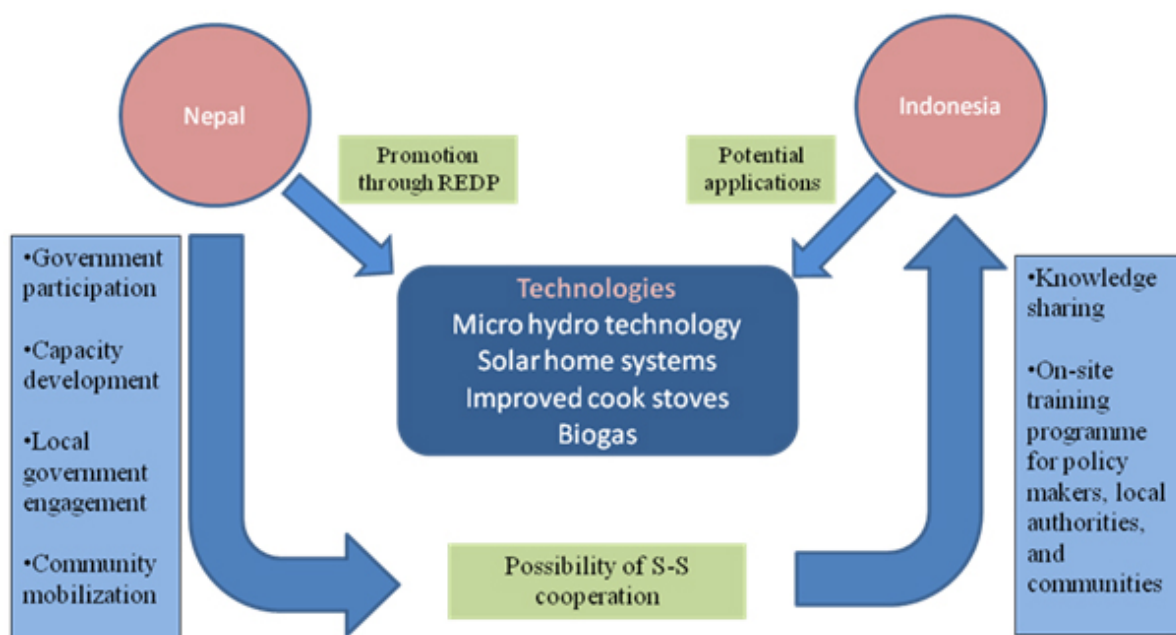 Nepal
Indonesia
Promotion
through REDP
Potential
applications
•Government
participation
•Capacity
development
•Local
government
engagement
•Community
mobilization
Technologies
Micro hydro technology
Solar home systems
Improved cook stoves
Biogas
•Knowledge
sharing
•On-site
training
programme
for policy
makers, local
authorities,
and
communities
Possibility of S-S
cooperation